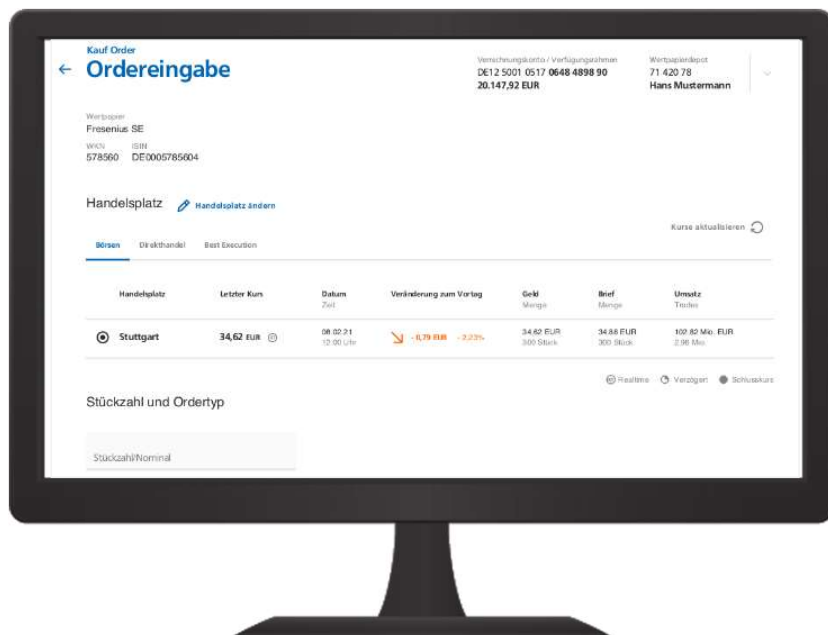 Kauf Order
Ordereingabe
Verrechnungskonto / Verfügungsrahmen
DE12 5001 0517 0648 4898 90
20.147,92 EUR
Wertpapierdepot
71 420 78
Hans Mustermann
Wertpapier
Fresenius SE
WKN ISIN
578560 DE0005785604
Handelsplatz Handelsplatz ändern
Kurse aktualisieren
Börsen Direkthandel Best Execution
Handelsplatz Letzter Kurs Datum Veränderung zum Vortag Geld Brief Umsatz
Zeit Menge Menge Trades
Stuttgart 34,62 EUR 08.02.21 - 0,79 EUR - 2,23% 34,62 EUR 34,88 EUR 102,82 Mio. EUR
12:00 Uhr 300 Stück 300 Stück 2,96 Mio.
Realtime Verzögert Schlusskurs
Stückzahl und Ordertyp
Stückzahl/Nominal